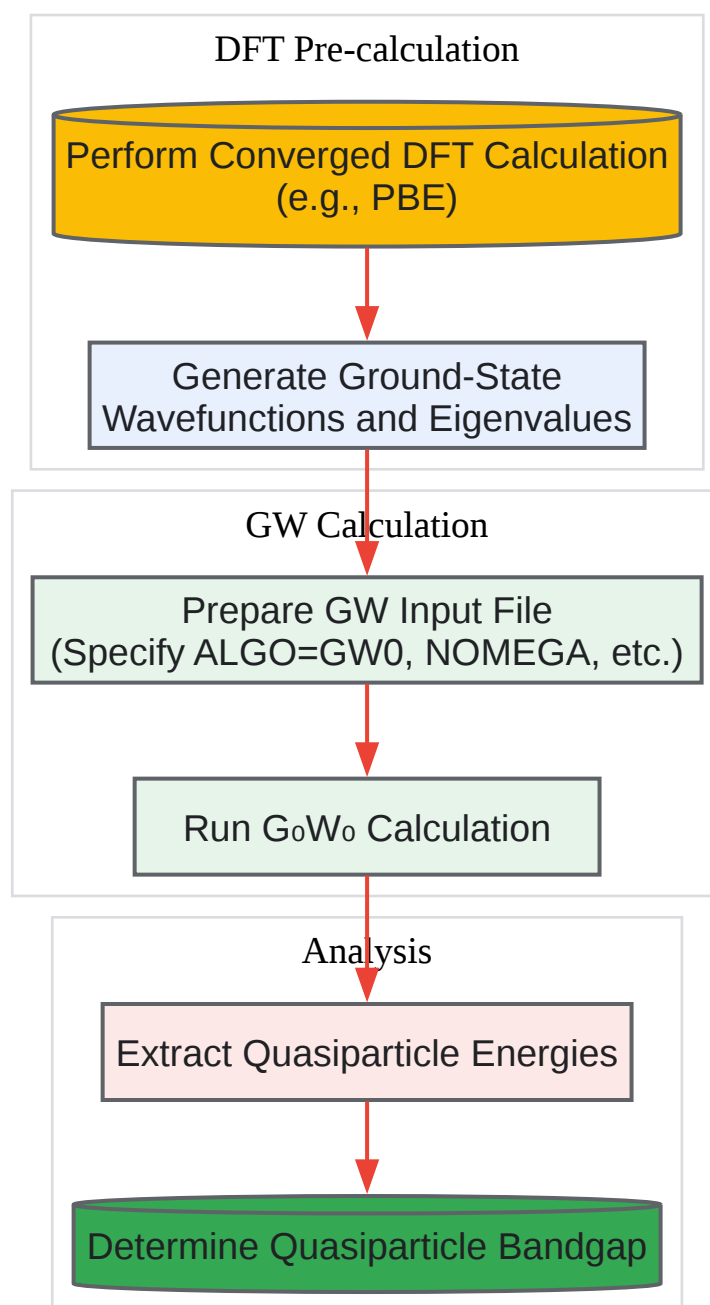 DFT Pre-calculation
Perform Converged DFT Calculation
(e.g., PBE)
Generate Ground-State
Wavefunctions and Eigenvalues
GW Calculation
Prepare GW Input File
(Specify ALGO=GW0, NOMEGA, etc.)
Run G₀W₀ Calculation
Analysis
Extract Quasiparticle Energies
Determine Quasiparticle Bandgap